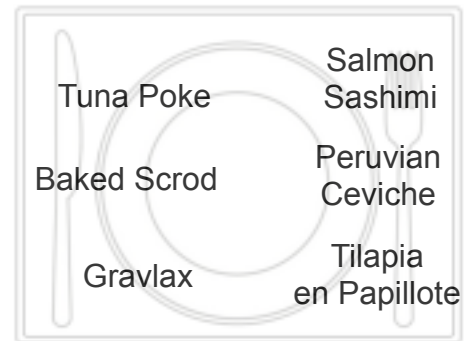 Tuna Poke
Baked Scrod
Gravlax
Salmon
Sashimi
Peruvian
Ceviche
Tilapia
en Papillote